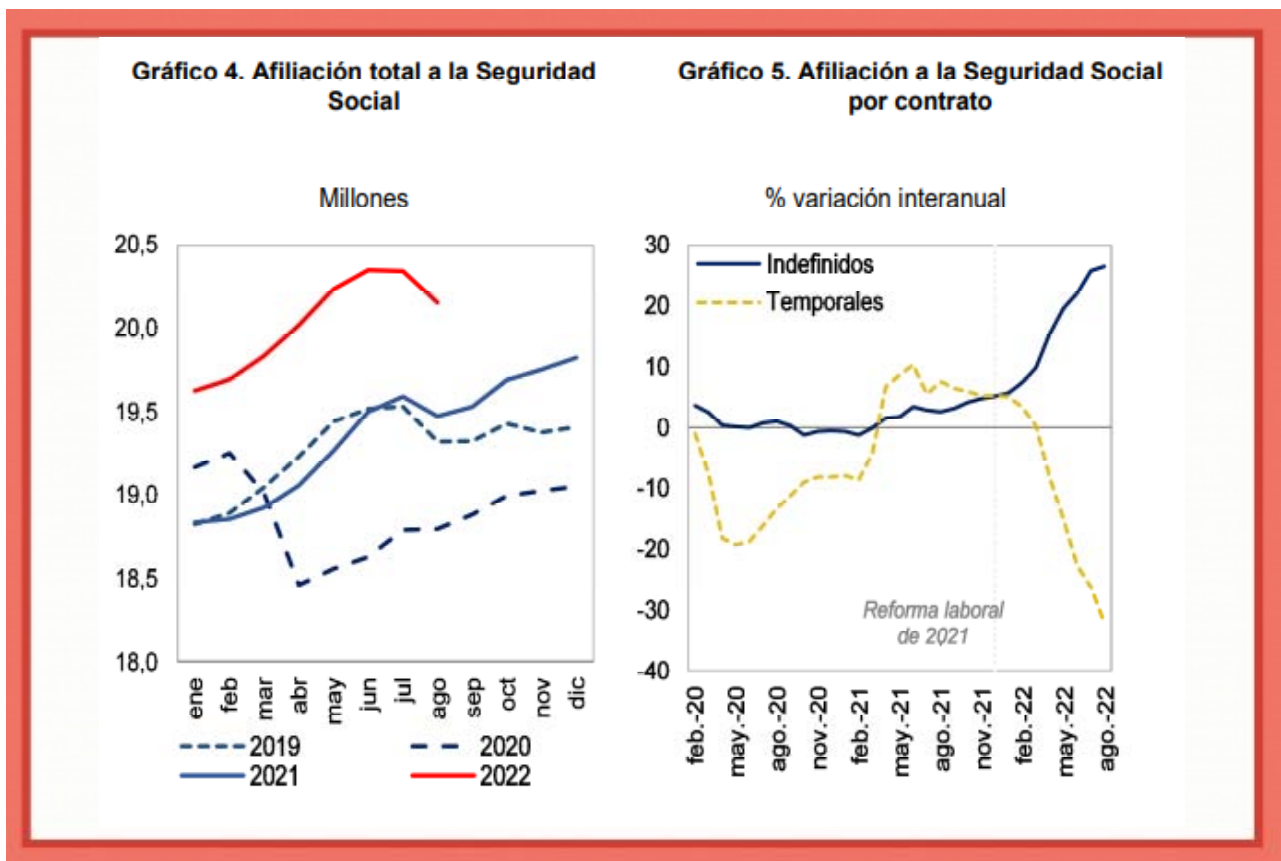 Gráfico 4. Afiliación total a la Seguridad
Social
Millones
20,5
20,0
19,5
19,0
18,5
18,0
ene
feb
mar
abr
may
jun
jul
ago
sep
oct
nov
dic
2019
2020
2021
2022
Gráfico 5. Afiliación a la Seguridad Social
por contrato
% variación interanual
30
20
10
0
-10
-20
-30
-40
Indefinidos
Temporales
Reforma laboral
de 2021
feb.-20
may.-20
ago.-20
nov.-20
feb.-21
may.-21
ago.-21
nov.-21
feb.-22
may.-22
ago.-22